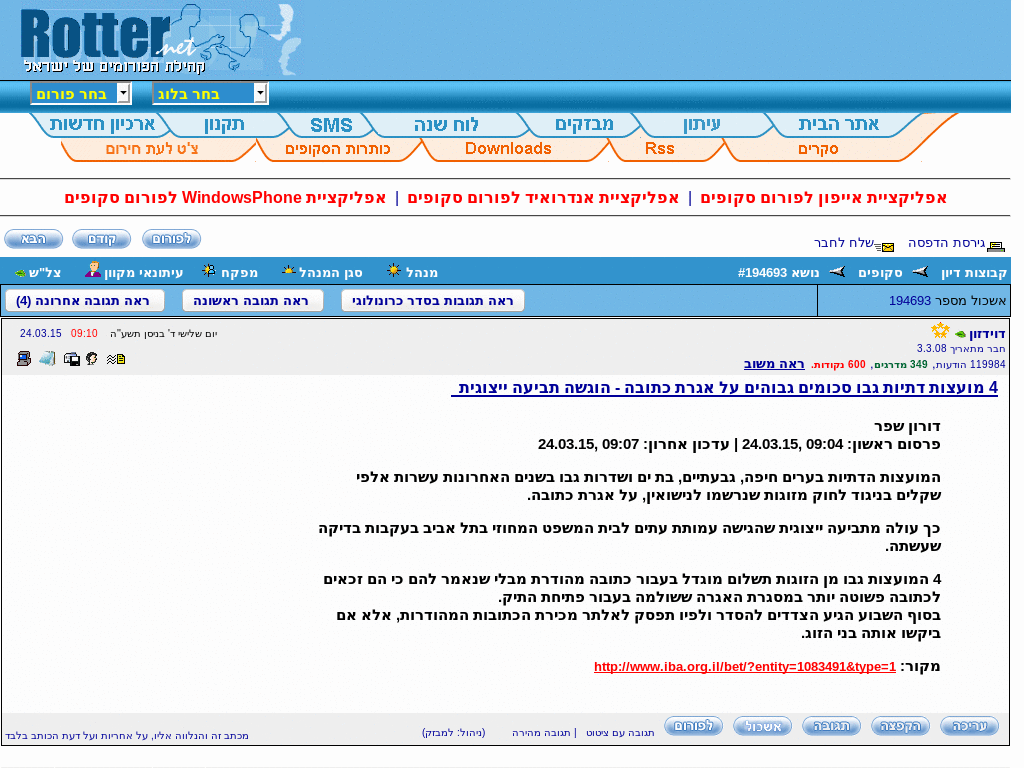 Rotter.net
קהילת הפורומים של ישראל
בחר בלוג
בחר פורום
אתר הבית
עיתון
מבזקים
לוח שנה
SMS
תקנון
ארכיון חדשות
סקרים
Rss
Downloads
כותרות הסקופים
צ'ט לעת חירום
אפליקציית אייפון לפורום סקופים | אפליקציית אנדרואיד לפורום סקופים | אפליקציית WindowsPhone לפורום סקופים
גירסת הדפסה שלח לחבר
לפורום קודם הבא
קבוצות דיון סקופים נושא #194693 מנהל סגן המנהל מפקח עיתונאי מקוון צל"ש
אשכול מספר 194693 ראה תגובות בסדר כרונולוגי ראה תגובה ראשונה ראה תגובה אחרונה (4)
דוידזון
חבר מתאריך 3.3.08
119984 הודעות, 349 מדרגים, 600 נקודות. ראה משוב
יום שלישי ד' בניסן תשע"ה 09:10 24.03.15
4 מועצות דתיות גבו סכומים גבוהים על אגרת כתובה - הוגשה תביעה ייצוגית
דורון שפר
פרסום ראשון: 09:04 ,24.03.15 | עדכון אחרון: 09:07 ,24.03.15
המועצות הדתיות בערים חיפה, גבעתיים, בת ים ושדרות גבו בשנים האחרונות עשרות אלפי
שקלים בניגוד לחוק מזוגות שנרשמו לנישואין, על אגרת כתובה.
כך עולה מתביעה ייצוגית שהגישה עמותת עתים לבית המשפט המחוזי בתל אביב בעקבות בדיקה
שעשתה.
4 המועצות גבו מן הזוגות תשלום מוגדל בעבור כתובה מהודרת מבלי שנאמר להם כי הם זכאים
לכתובה פשוטה יותר במסגרת האגרה ששולמה בעבור פתיחת התיק.
בסוף השבוע הגיע הצדדים להסדר ולפיו תפסק לאלתר מכירת הכתובות המהודרות, אלא אם
ביקשו אותה בני הזוג.
מקור: http://www.iba.org.il/bet/?entity=1083491&type=1
עריכה הקפצה תגובה אשכול לפורום
תגובה עם ציטוט | תגובה מהירה (ניהול: למבזק)
מכתב זה והנלווה אליו, על אחריות ועל דעת הכותב בלבד